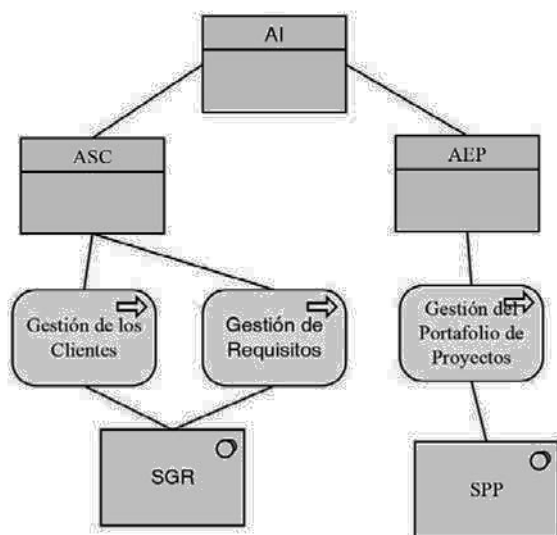 AI
ASC
AEP
Gestión de los
Clientes
Gestión de
Requisitos
Gestión del
Portafolio de
Proyectos
SGR
SPP